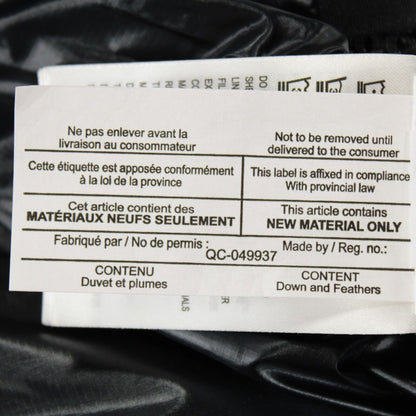 Ne pas enlever avant la
livraison au consommateur
Not to be removed until
delivered to the consumer
Cette étiquette est apposée conformément
à la loi de la province
This label is affixed in compliance
With provincial law
Cet article contient des
MATÉRIAUX NEUFS SEULEMENT
This article contains
NEW MATERIAL ONLY
Fabriqué par / No de permis :
Made by / Reg. no.:
QC-049937
CONTENU
Duvet et plumes
CONTENT
Down and Feathers